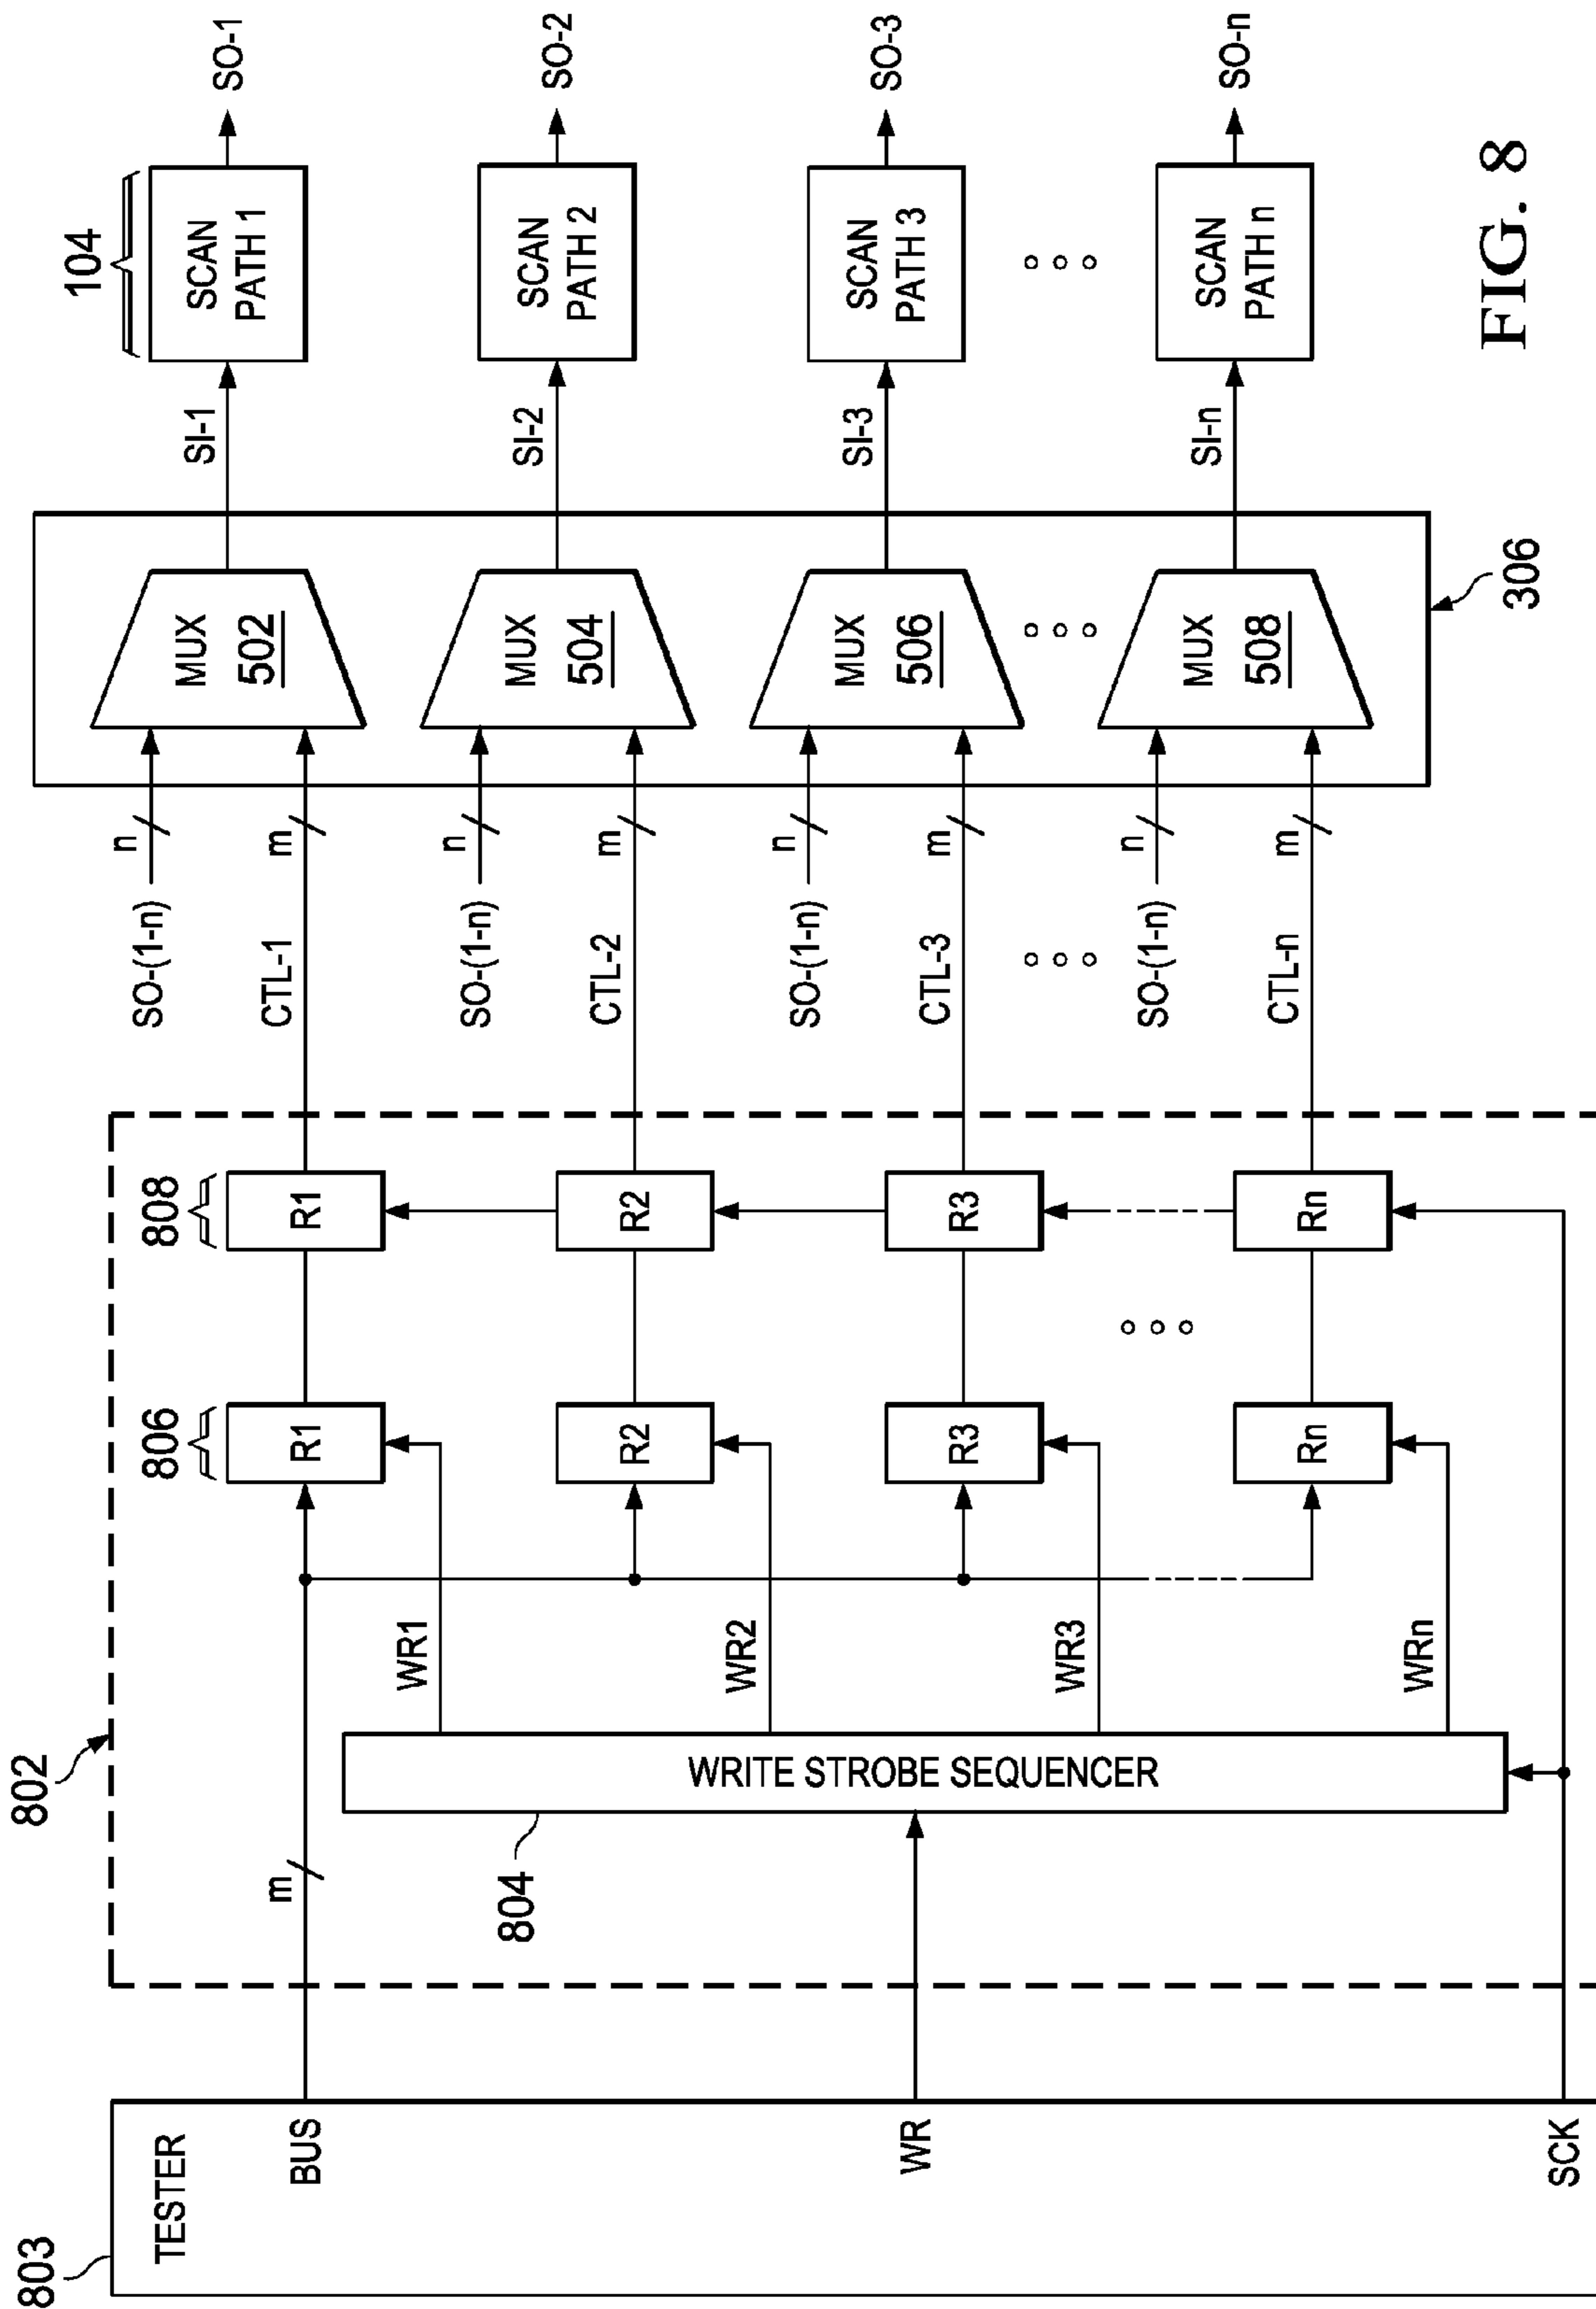 803
TESTER
BUS
WR
SCK
802
m
804
WRITE STROBE SEQUENCER
WR1
WR2
WR3
WRn
806
R1
R2
R3
Rn
808
R1
R2
R3
Rn
SO-(1-n)
n
CTL-1
m
SO-(1-n)
n
CTL-2
m
SO-(1-n)
n
CTL-3
m
SO-(1-n)
n
CTL-n
m
MUX
502
MUX
504
MUX
506
MUX
508
306
SI-1
SI-2
SI-3
SI-n
104
SCAN
PATH 1
SCAN
PATH 2
SCAN
PATH 3
SCAN
PATH n
SO-1
SO-2
SO-3
SO-n
FIG. 8